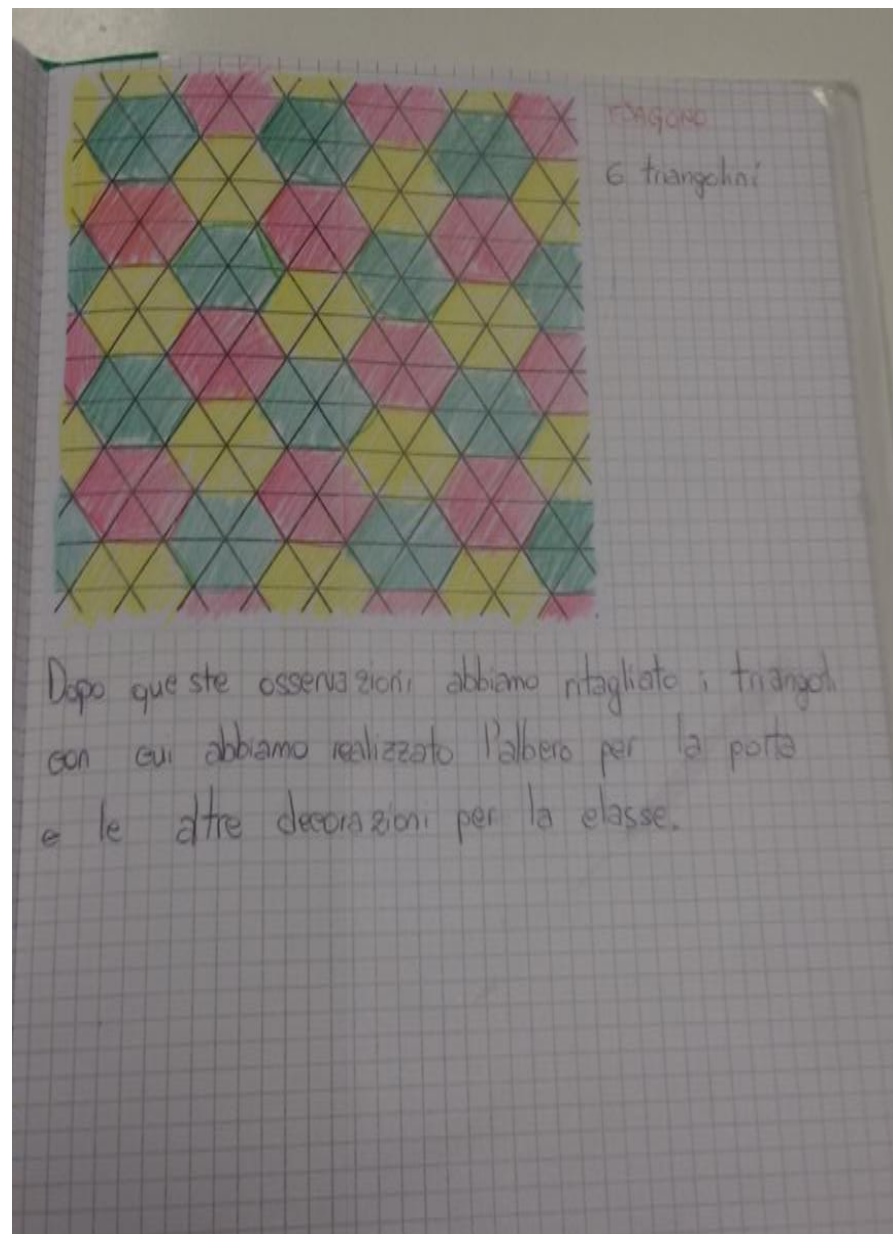 ESAGONO
6 triangolini
Dopo queste osservazioni abbiamo ritagliato i triangoli
con cui abbiamo realizzato l'albero per la porta
e le altre decorazioni per la classe.